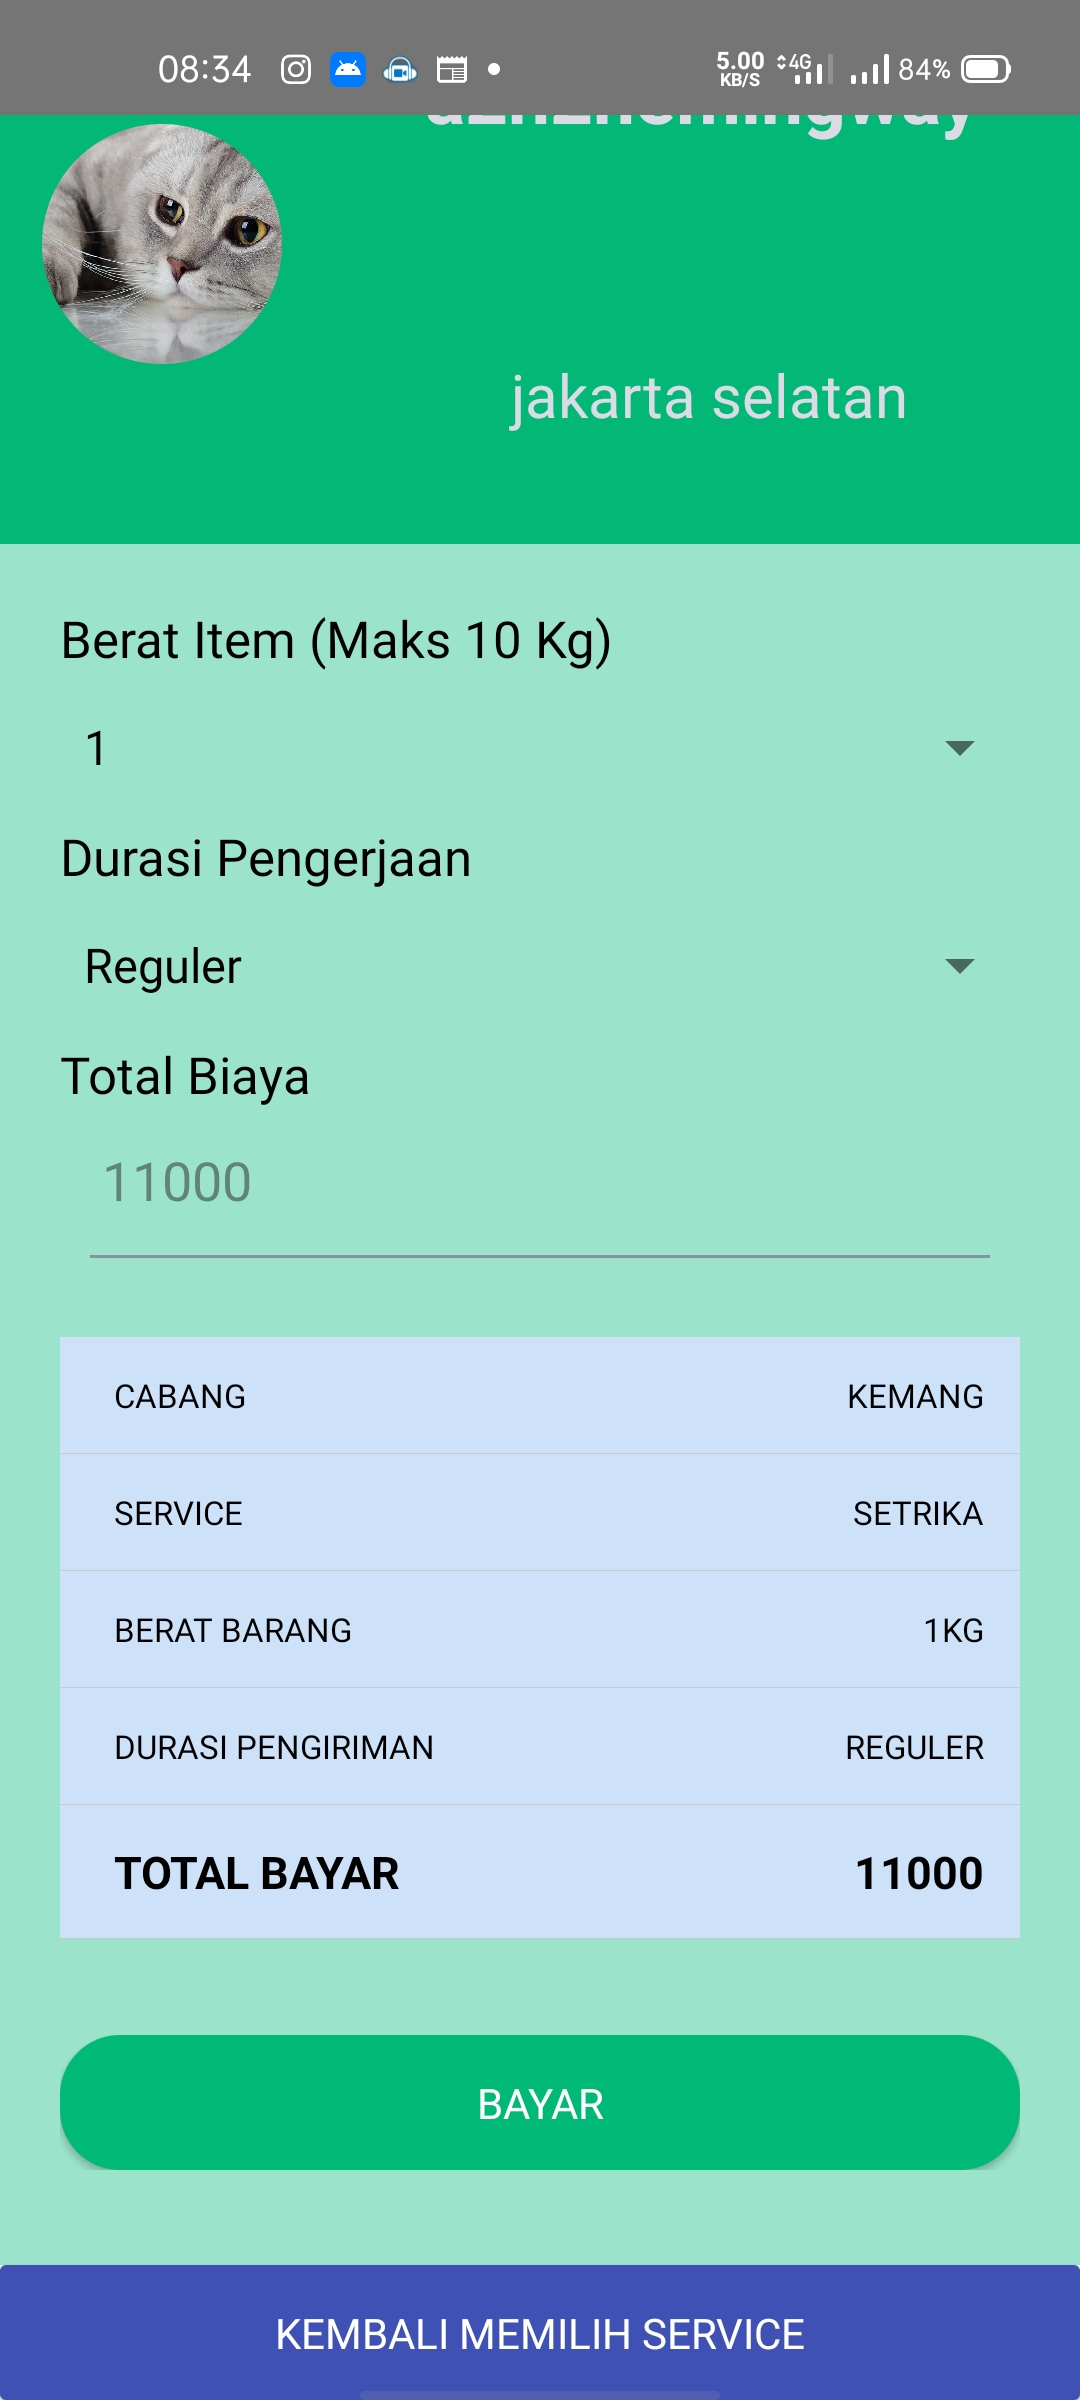 08:34
5.00
KB/S
4G
84%
jakarta selatan
Berat Item (Maks 10 Kg)
1
Durasi Pengerjaan
Reguler
Total Biaya
11000
CABANG KEMANG
SERVICE SETRIKA
BERAT BARANG 1KG
DURASI PENGIRIMAN REGULER
TOTAL BAYAR 11000
BAYAR
KEMBALI MEMILIH SERVICE